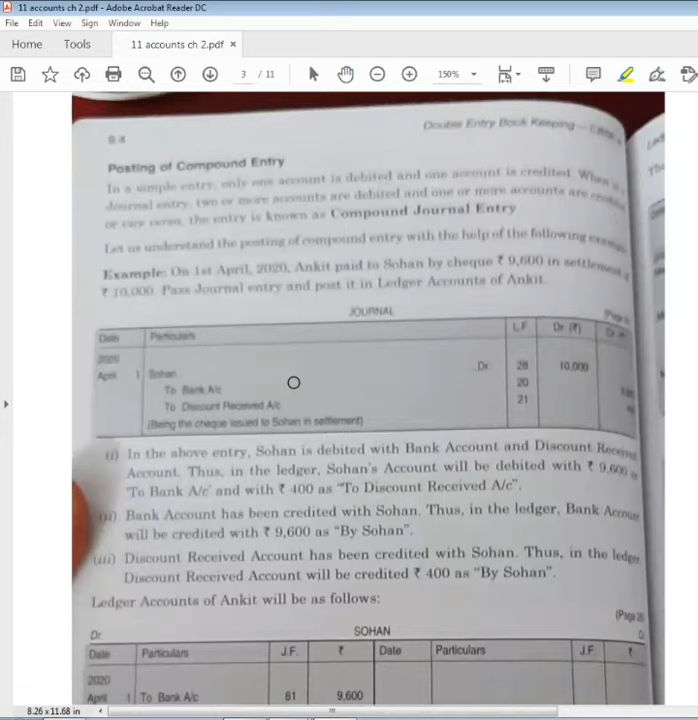 11 accounts ch 2.pdf - Adobe Acrobat Reader DC
File Edit View Sign Window Help
Home Tools 11 accounts ch 2.pdf ×
3 / 11 150%
Double Entry Book Keeping
Posting of Compound Entry
In a simple entry, only one account is debited and one account is credited. When
Journal entry, two or more accounts are debited and one or more accounts are
or vice versa, the entry is known as Compound Journal Entry
Let us understand the posting of compound entry with the help of the following
Example: On 1st April, 2020, Ankit paid to Sohan by cheque ₹ 9,600 in settlement
₹ 10,000. Pass Journal entry and post it in Ledger Accounts of Ankit.
JOURNAL
Date Particulars L.F. Dr. (₹)
2020
April 1 Sohan Dr. 28 10,000
To Bank A/c 20
To Discount Received A/c 21
(Being the cheque issued to Sohan in settlement)
(i) In the above entry, Sohan is debited with Bank Account and Discount
Account. Thus, in the ledger, Sohan's Account will be debited with ₹ 9,600
'To Bank A/c' and with ₹ 400 as "To Discount Received A/c".
(ii) Bank Account has been credited with Sohan. Thus, in the ledger, Bank
will be credited with ₹ 9,600 as "By Sohan".
(iii) Discount Received Account has been credited with Sohan. Thus, in the ledger
Discount Received Account will be credited ₹ 400 as "By Sohan".
Ledger Accounts of Ankit will be as follows:
Dr. SOHAN
Date Particulars J.F. ₹ Date Particulars J.F. ₹
2020
April 1 To Bank A/c 81 9,600
8.26 x 11.68 in